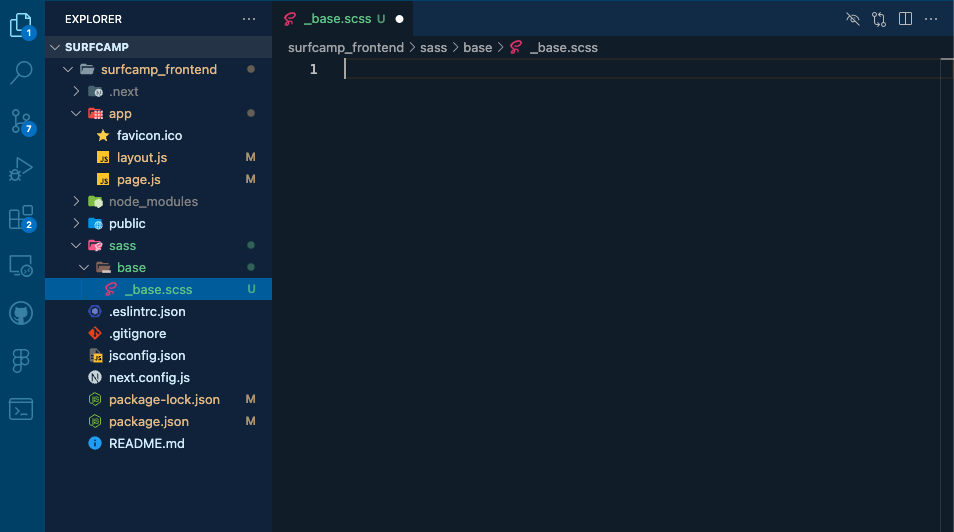 EXPLORER
SURFCAMP
surfcamp_frontend
.next
app
favicon.ico
layout.js M
page.js M
node_modules
public
sass
base
_base.scss U
.eslintrc.json
.gitignore
jsconfig.json
next.config.js
package-lock.json M
package.json M
README.md
1
7
2
_base.scss U
surfcamp_frontend > sass > base > _base.scss
1